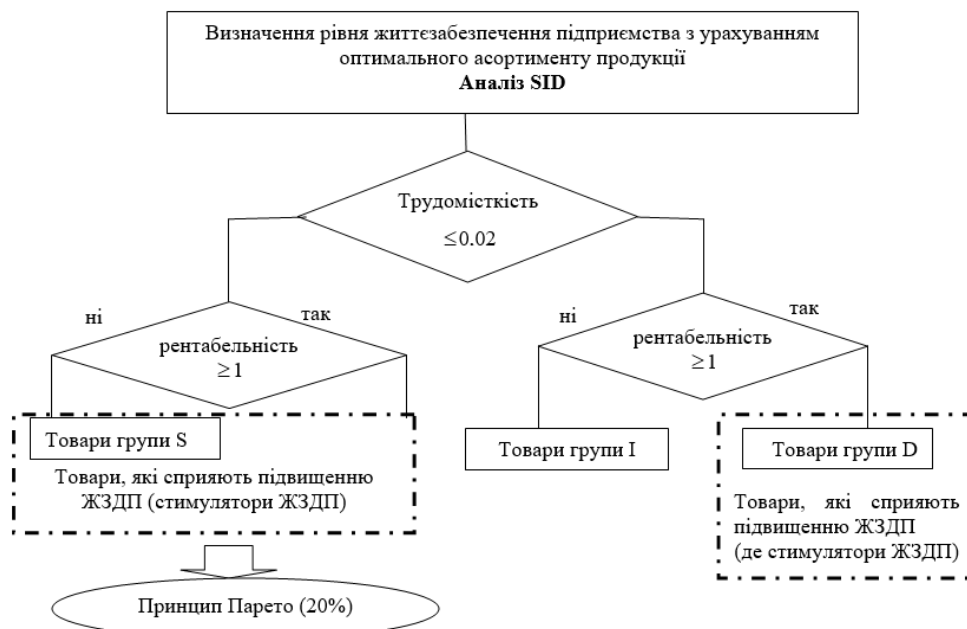 Визначення рівня життєзабезпечення підприємства з урахуванням
оптимального асортименту продукції
Аналіз SID
Трудомісткість
≤0.02
ні
так
рентабельність
≥1
ні
так
рентабельність
≥1
Товари групи S
Товари, які сприяють підвищенню
ЖЗДП (стимулятори ЖЗДП)
Товари групи I
Товари групи D
Товари, які сприяють
підвищенню ЖЗДП
(де стимулятори ЖЗДП)
Принцип Парето (20%)